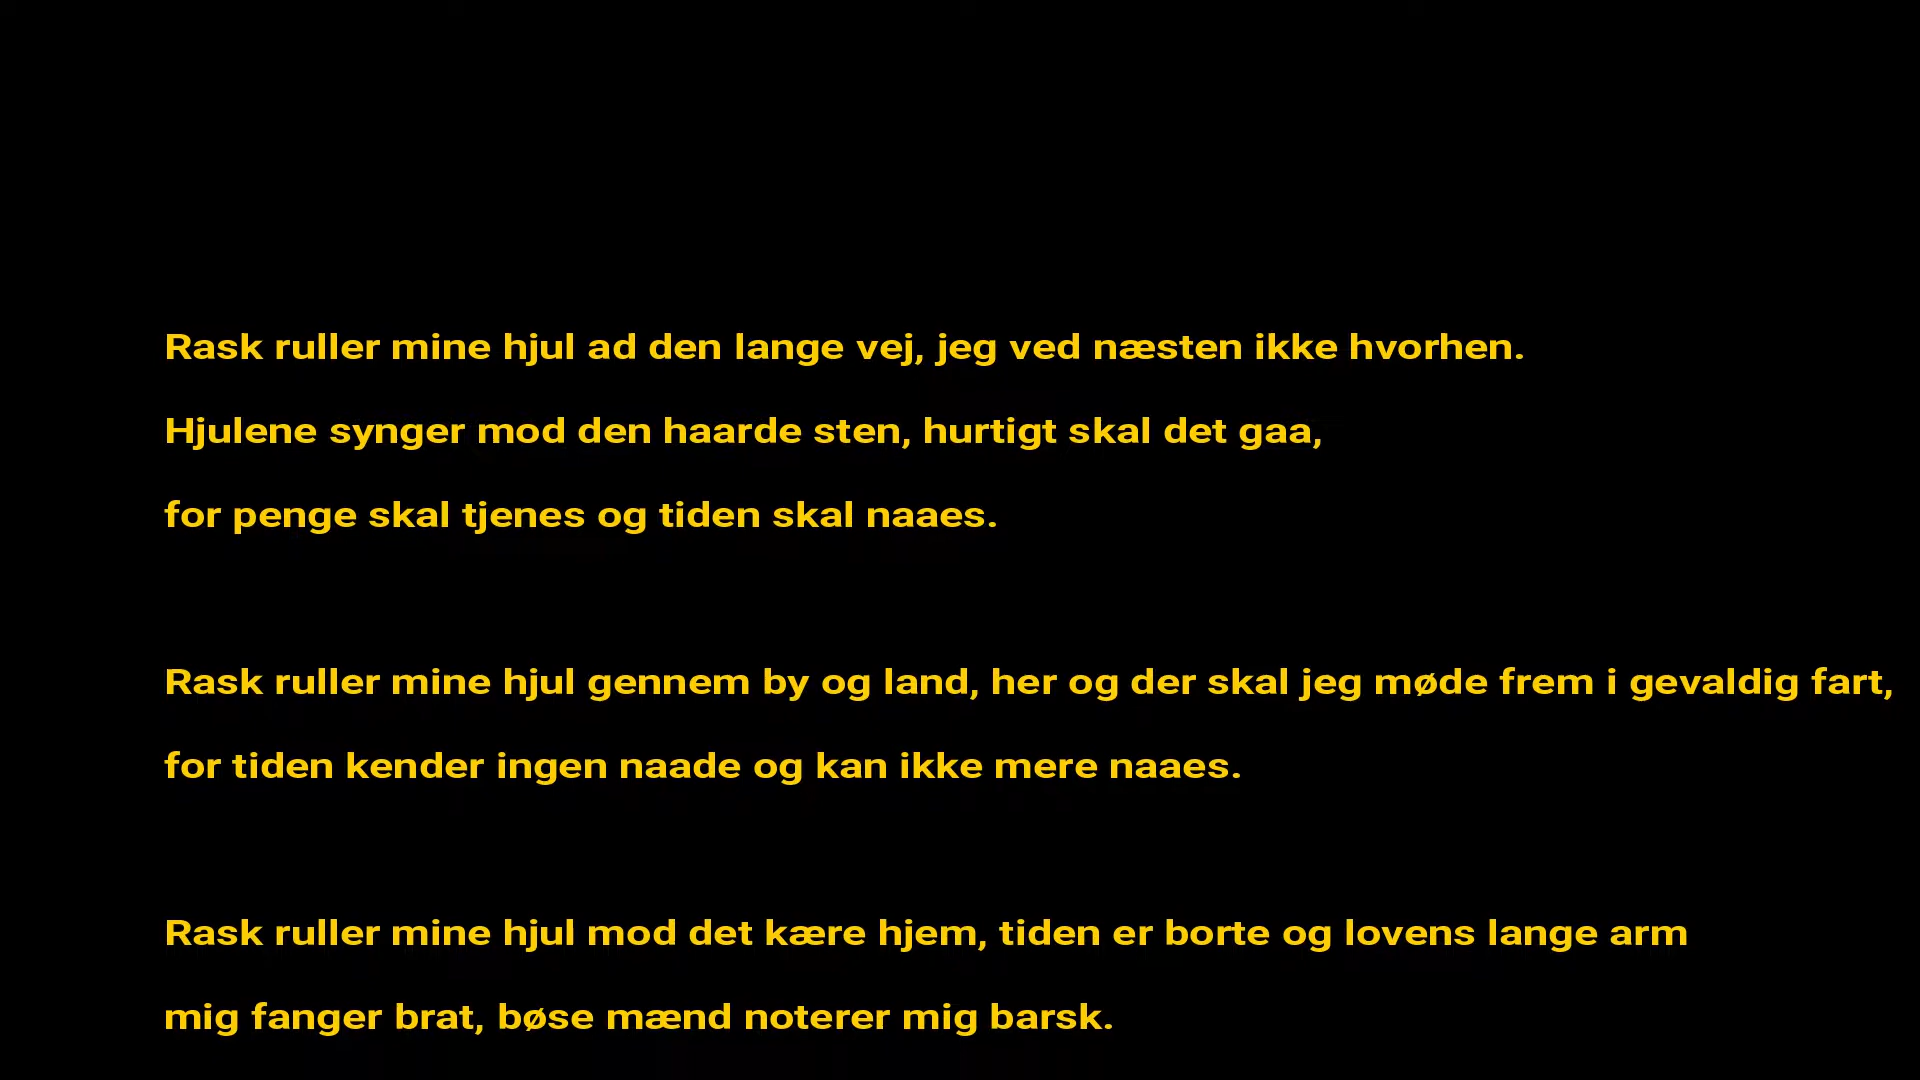 Rask ruller mine hjul ad den lange vej, jeg ved næsten ikke hvorhen.
Hjulene synger mod den haarde sten, hurtigt skal det gaa,
for penge skal tjenes og tiden skal naaes.
Rask ruller mine hjul gennem by og land, her og der skal jeg møde frem i gevaldig fart,
for tiden kender ingen naade og kan ikke mere naaes.
Rask ruller mine hjul mod det kære hjem, tiden er borte og lovens lange arm
mig fanger brat, bøse mænd noterer mig barsk.